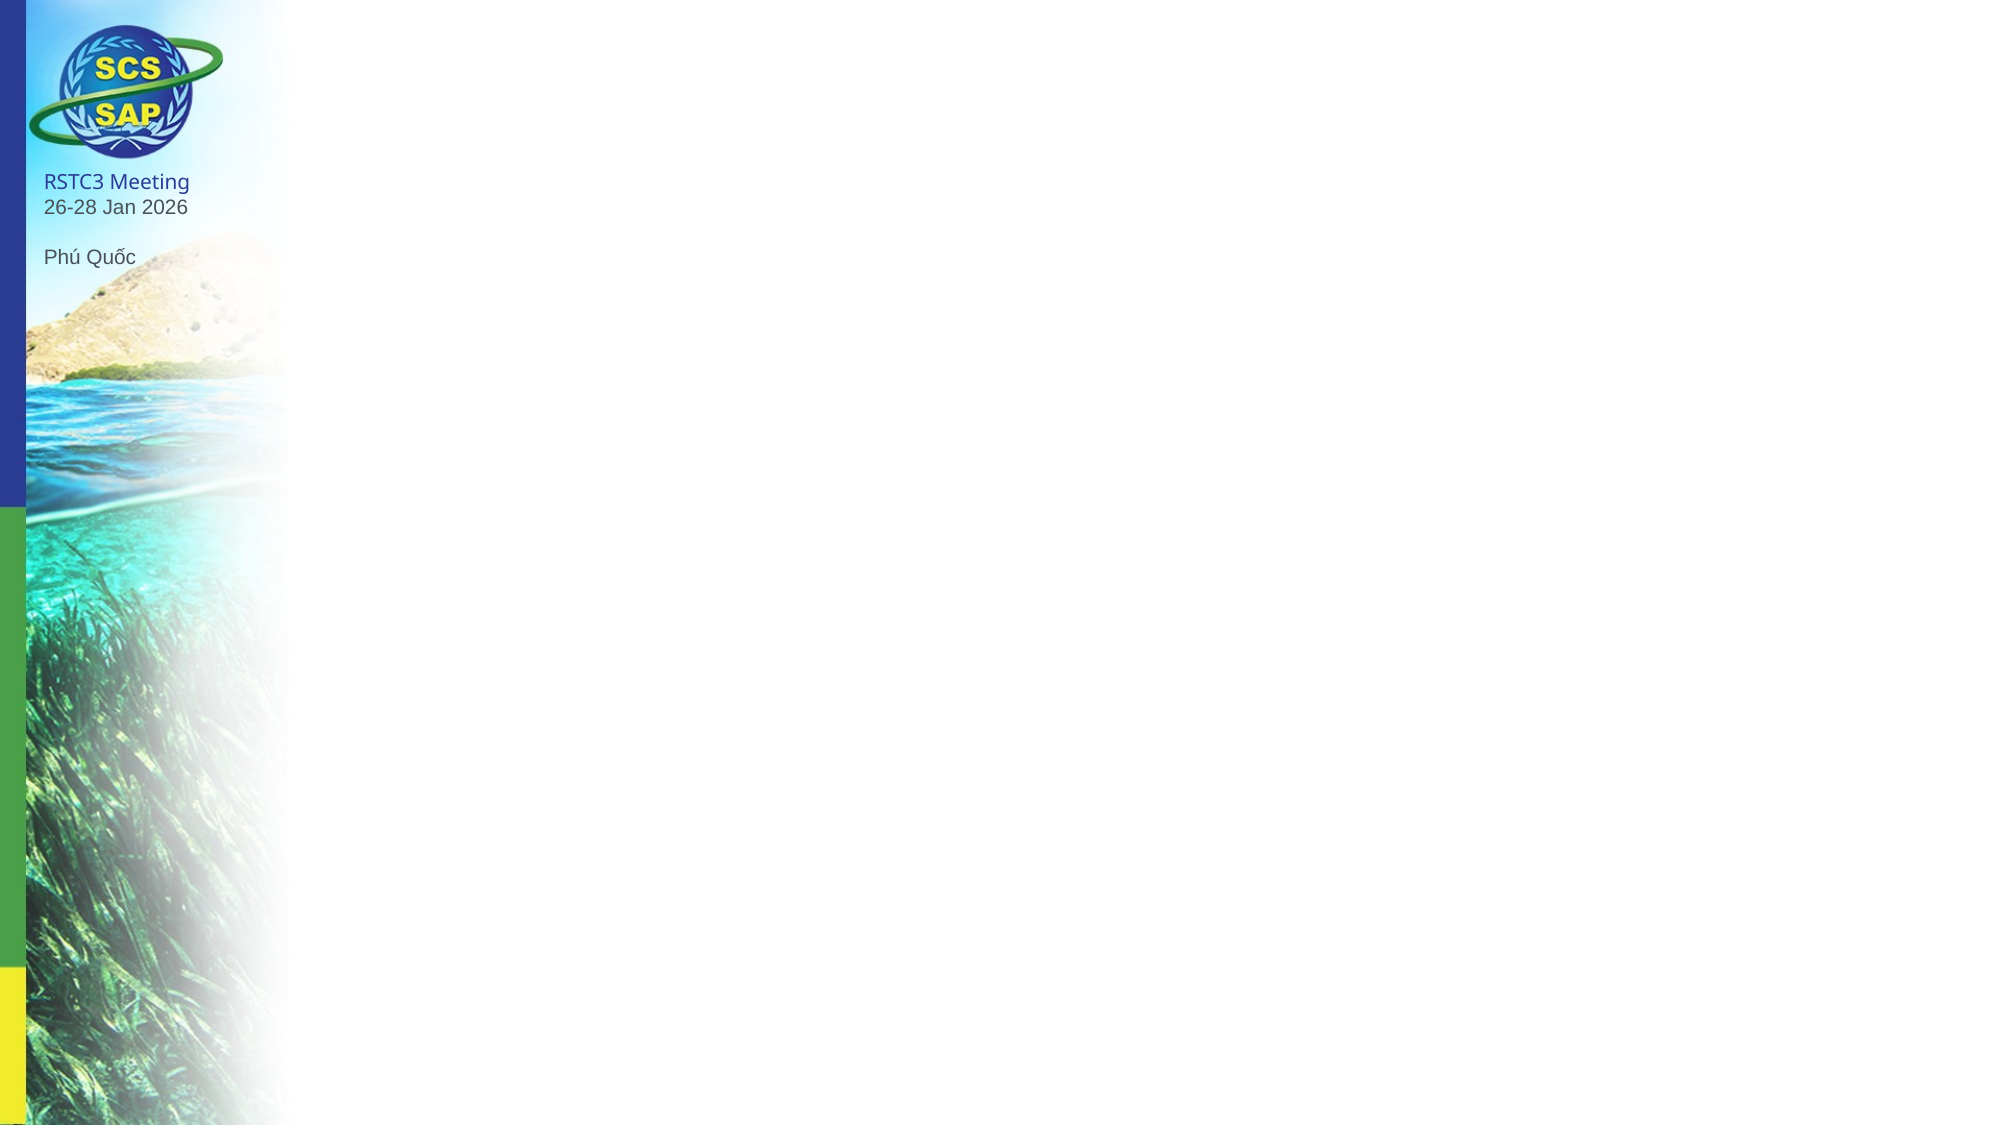 SCS
SAP
RSTC3 Meeting
26-28 Jan 2026
Phú Quốc